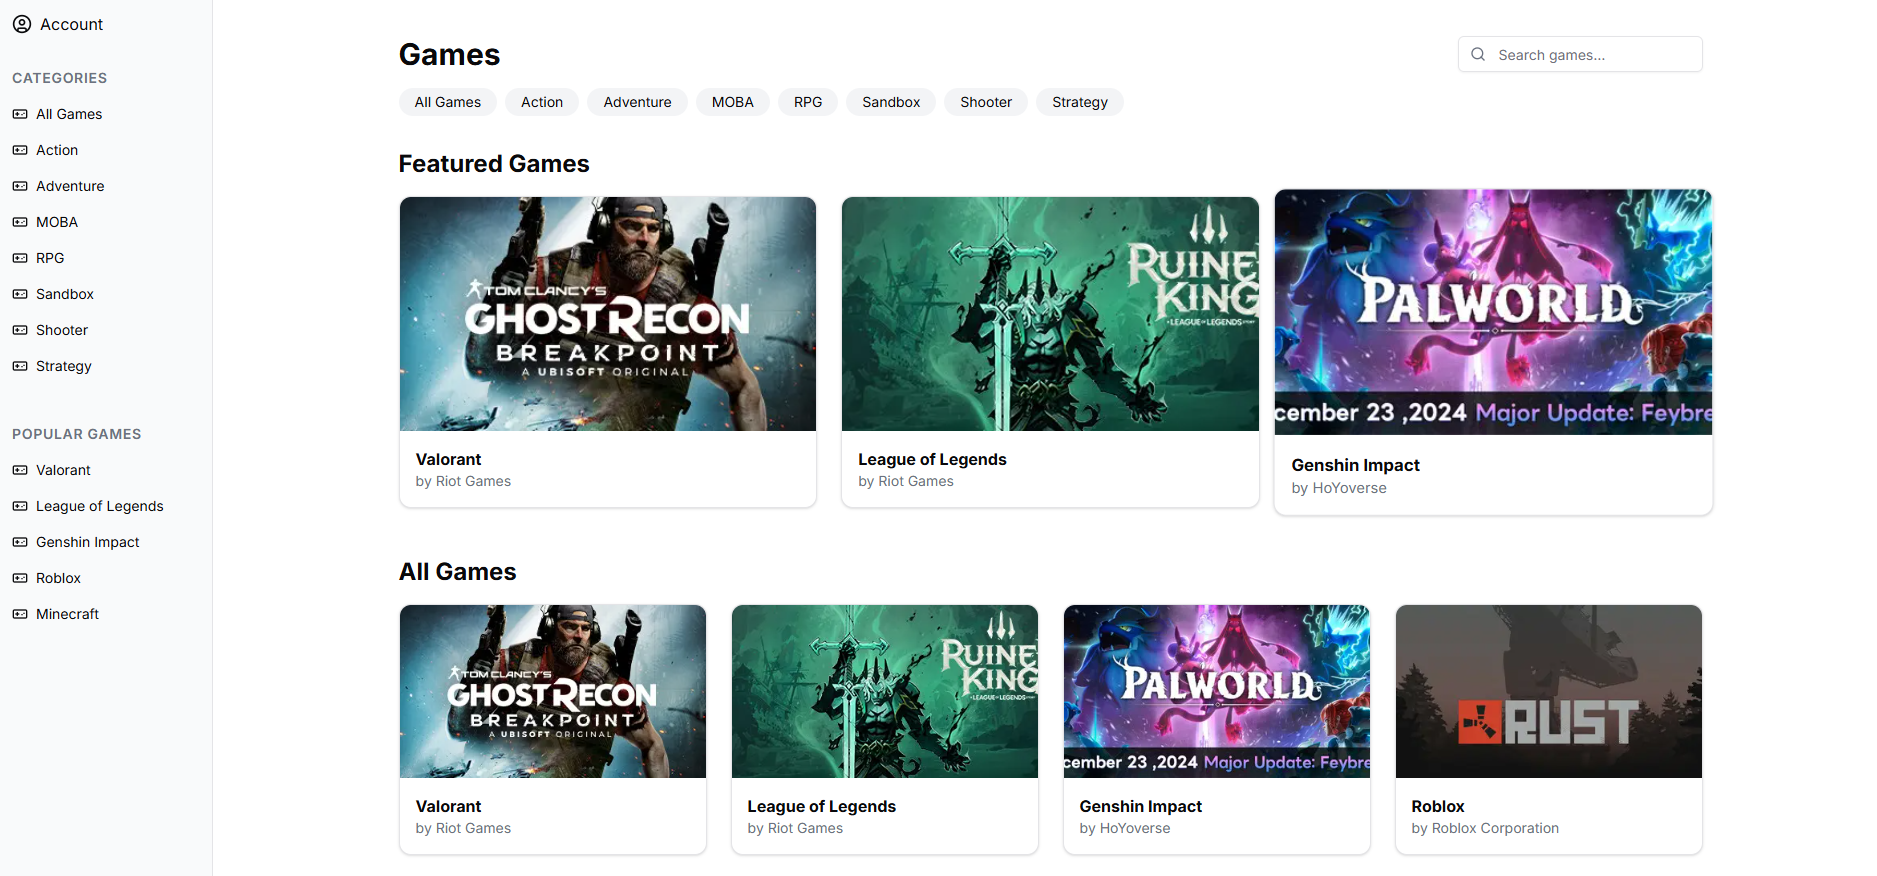 Account
CATEGORIES
All Games
Action
Adventure
MOBA
RPG
Sandbox
Shooter
Strategy
POPULAR GAMES
Valorant
League of Legends
Genshin Impact
Roblox
Minecraft
Games
Search games...
All Games Action Adventure MOBA RPG Sandbox Shooter Strategy
Featured Games
TOM CLANCY'S
GHOST RECON
BREAKPOINT
A UBISOFT ORIGINAL
Valorant
by Riot Games
RUINE
KING
A LEAGUE OF LEGENDS STORY
League of Legends
by Riot Games
PALWORLD
cember 23 ,2024 Major Update: Feybre
Genshin Impact
by HoYoverse
All Games
TOM CLANCY'S
GHOST RECON
BREAKPOINT
A UBISOFT ORIGINAL
Valorant
by Riot Games
RUINE
KING
A LEAGUE OF LEGENDS STORY
League of Legends
by Riot Games
PALWORLD
cember 23 ,2024 Major Update: Feybre
Genshin Impact
by HoYoverse
RUST
Roblox
by Roblox Corporation